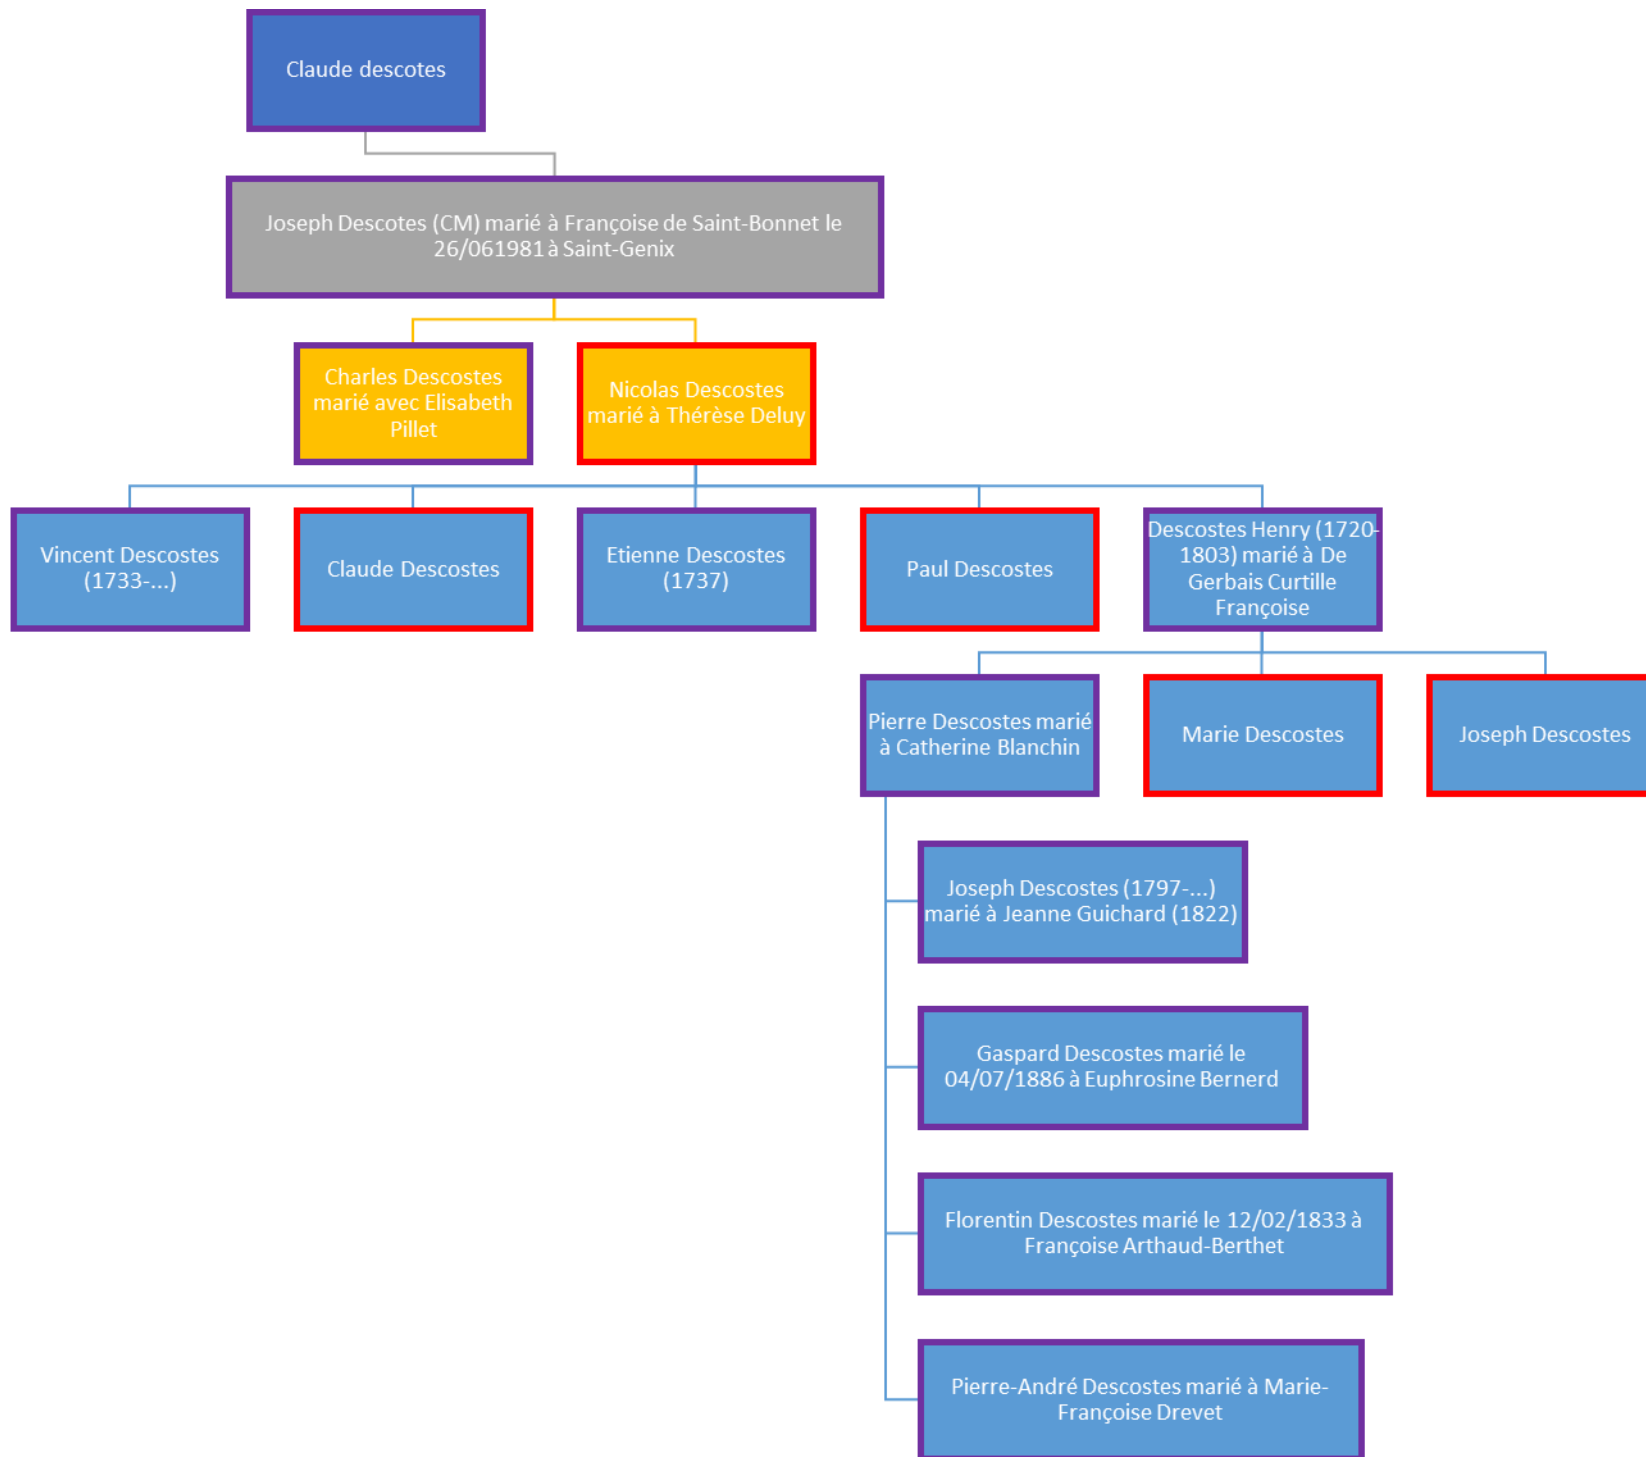 Claude descotes
Joseph Descotes (CM) marié à Françoise de Saint-Bonnet le
26/061981 à Saint-Genix
Charles Descostes
marié avec Elisabeth
Pillet
Nicolas Descostes
marié à Thérèse Deluy
Vincent Descostes
(1733-...)
Claude Descostes
Etienne Descostes
(1737)
Paul Descostes
Descostes Henry (1720-
1803) marié à De
Gerbais Curtille
Françoise
Pierre Descostes marié
à Catherine Blanchin
Marie Descostes
Joseph Descostes
Joseph Descostes (1797-...)
marié à Jeanne Guichard (1822)
Gaspard Descostes marié le
04/07/1886 à Euphrosine Bernerd
Florentin Descostes marié le 12/02/1833 à
Françoise Arthaud-Berthet
Pierre-André Descostes marié à Marie-
Françoise Drevet